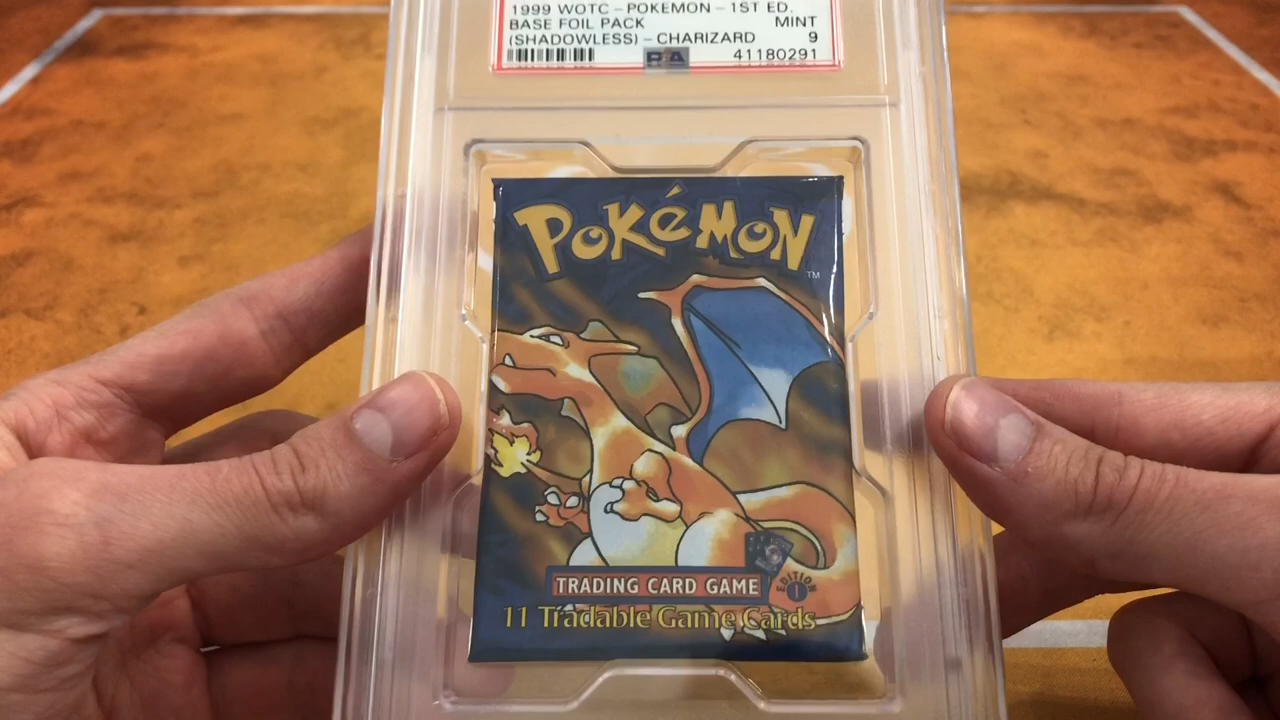 1999 WOTC - POKEMON - 1ST ED.
BASE FOIL PACK MINT
(SHADOWLESS) - CHARIZARD 9
PSA 41180291
POKéMON
TM
TRADING CARD GAME
EDITION 1
11 Tradable Game Cards